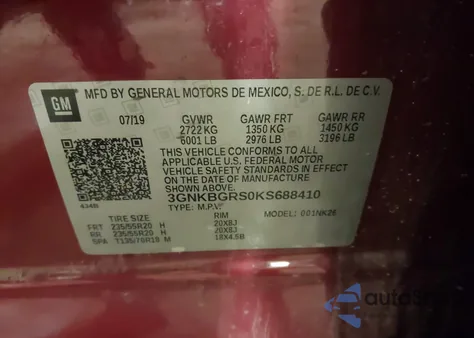 GM
MFD BY GENERAL MOTORS DE MEXICO, S. DE R.L. DE C.V.
07/19 GVWR GAWR FRT GAWR RR
2722 KG 1350 KG 1450 KG
6001 LB 2976 LB 3196 LB
THIS VEHICLE CONFORMS TO ALL
APPLICABLE U.S. FEDERAL MOTOR
VEHICLE SAFETY STANDARDS IN EFFECT
ON THE DATE OF MANUFACTURE SHOWN ABOVE.
3GNKBGRS0KS688410
TYPE: M.P.V. MODEL: 001NK26
TIRE SIZE RIM
FRT 235/55R20 H 20X8J
RR 235/55R20 H 20X8J
SPA T135/70R18 M 18X4.5B